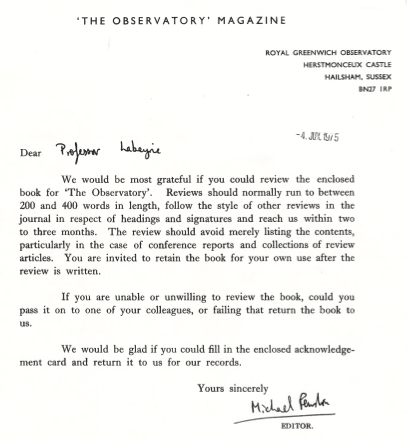 'THE OBSERVATORY' MAGAZINE
ROYAL GREENWICH OBSERVATORY
HERSTMONCEUX CASTLE
HAILSHAM, SUSSEX
BN27 1RP
-4. JUL 1975
Dear Professor Labeyrie
We would be most grateful if you could review the enclosed
book for 'The Observatory'. Reviews should normally run to between
200 and 400 words in length, follow the style of other reviews in the
journal in respect of headings and signatures and reach us within two
to three months. The review should avoid merely listing the contents,
particularly in the case of conference reports and collections of review
articles. You are invited to retain the book for your own use after the
review is written.
If you are unable or unwilling to review the book, could you
pass it on to one of your colleagues, or failing that return the book to
us.
We would be glad if you could fill in the enclosed acknowledge-
ment card and return it to us for our records.
Yours sincerely
Michael Penston
EDITOR.